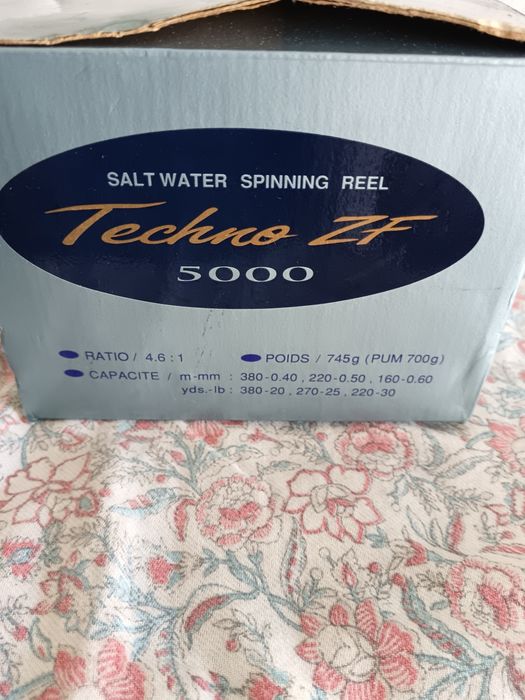 SALT WATER SPINNING REEL
Techno ZF
5000
RATIO / 4.6 : 1 POIDS / 745g (PUM 700g)
CAPACITE / m-mm : 380-0.40 , 220-0.50 , 160-0.60
yds.-lb : 380-20 , 270-25 , 220-30